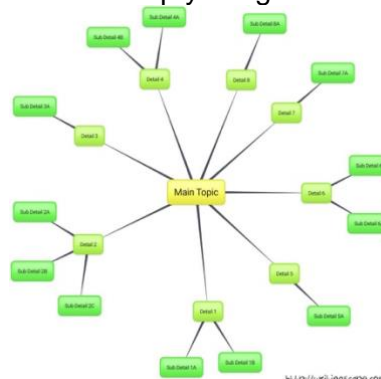 Sub Detail 4A
Sub Detail 8A
Sub Detail 4B
Detail 4
Detail 8
Sub Detail 7A
Sub Detail 3A
Detail 7
Detail 3
Main Topic
Detail 6
Sub Detail 2A
Detail 2
Sub Detail 2B
Detail 5
Sub Detail 2C
Detail 1
Sub Detail 5A
Sub Detail 1A
Sub Detail 1B